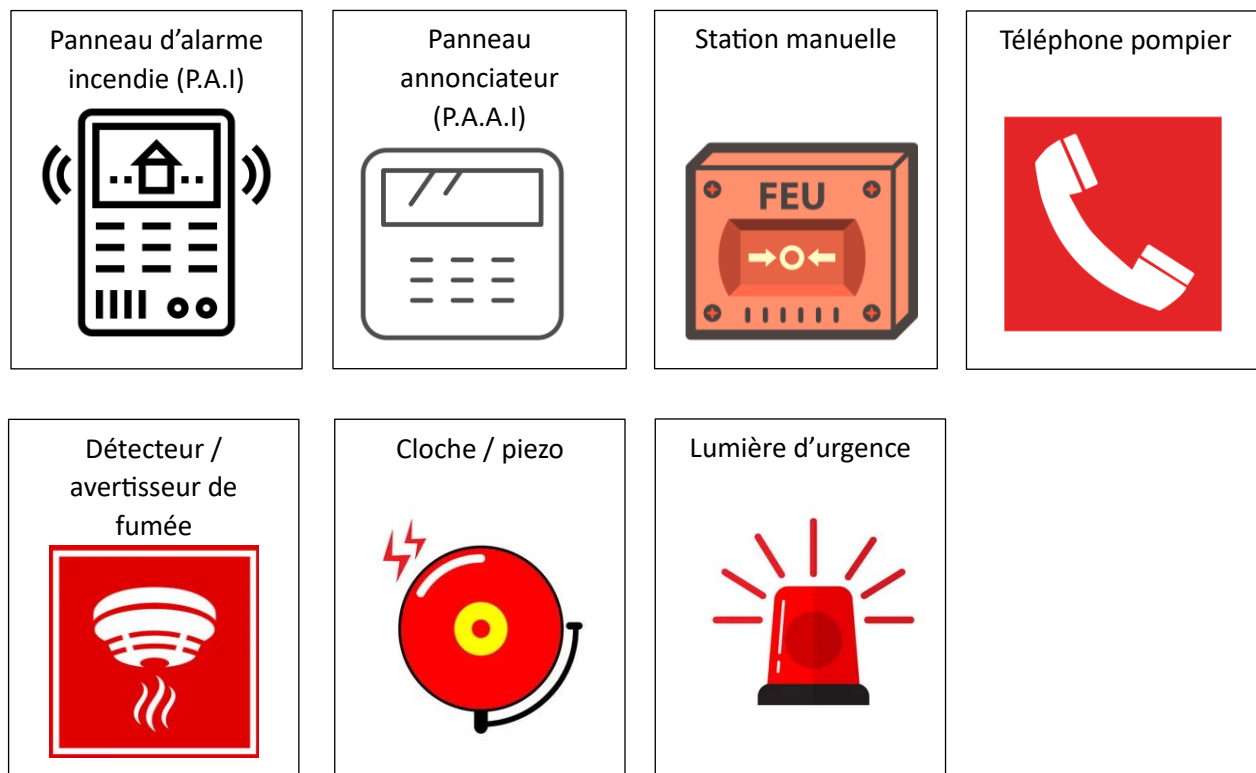 Panneau d'alarme
incendie (P.A.I)
Panneau
annonciateur
(P.A.A.I)
Station manuelle
FEU
Téléphone pompier
Détecteur /
avertisseur de
fumée
Cloche / piezo
Lumière d'urgence